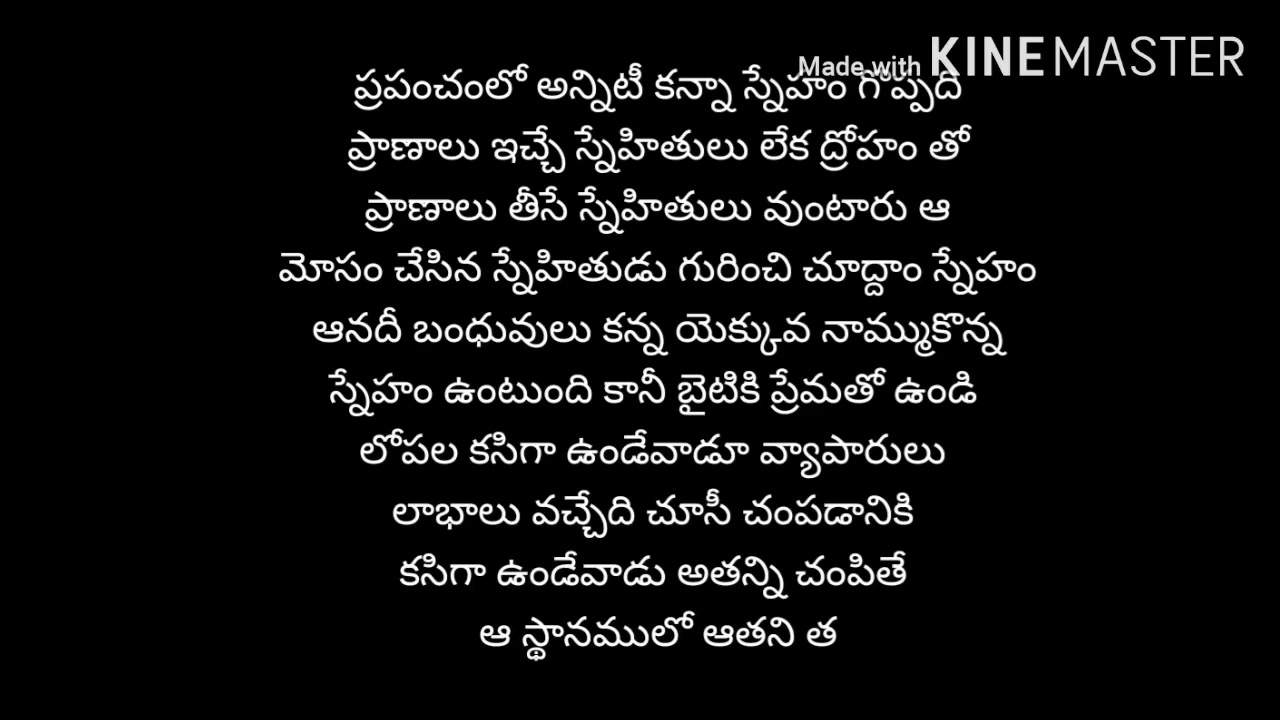 Made with KINEMASTER
ప్రపంచంలో అన్నిటీ కన్నా స్నేహం గొప్పది
ప్రాణాలు ఇచ్చే స్నేహితులు లేక ద్రోహం తో
ప్రాణాలు తీసే స్నేహితులు వుంటారు ఆ
మోసం చేసిన స్నేహితుడు గురించి చూద్దాం స్నేహం
ఆనదీ బంధువులు కన్న యెక్కువ నామ్ముకొన్న
స్నేహం ఉంటుంది కానీ బైటికి ప్రేమతో ఉండి
లోపల కసిగా ఉండేవాడూ వ్యాపారులు
లాభాలు వచ్చేది చూసీ చంపడానికి
కసిగా ఉండేవాడు అతన్ని చంపితే
ఆ స్థానములో ఆతని త